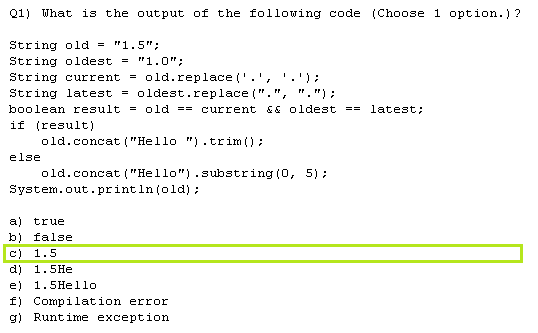 Q1) What is the output of the following code (Choose 1 option.)?
String old = "1.5";
String oldest = "1.0";
String current = old.replace('.', '.');
String latest = oldest.replace(".", ".");
boolean result = old == current && oldest == latest;
if (result)
old.concat("Hello ").trim();
else
old.concat("Hello").substring(0, 5);
System.out.println(old);
a) true
b) false
c) 1.5
d) 1.5He
e) 1.5Hello
f) Compilation error
g) Runtime exception